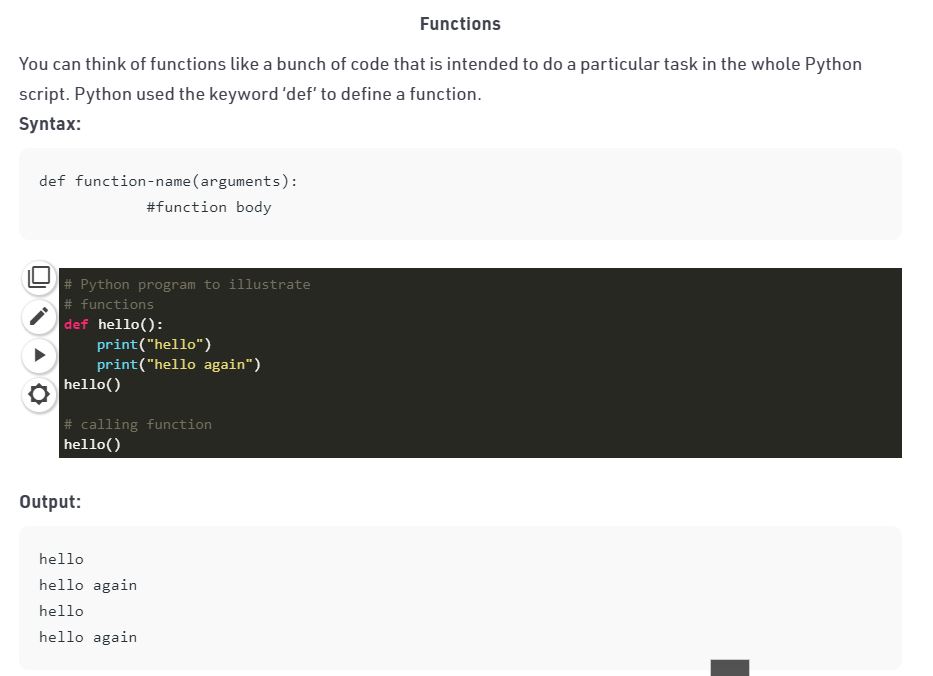 Functions
You can think of functions like a bunch of code that is intended to do a particular task in the whole Python
script. Python used the keyword ‘def’ to define a function.
Syntax:
def function-name(arguments):
            #function body
# Python program to illustrate
# functions
def hello():
    print("hello")
    print("hello again")
hello()

# calling function
hello()
Output:
hello
hello again
hello
hello again